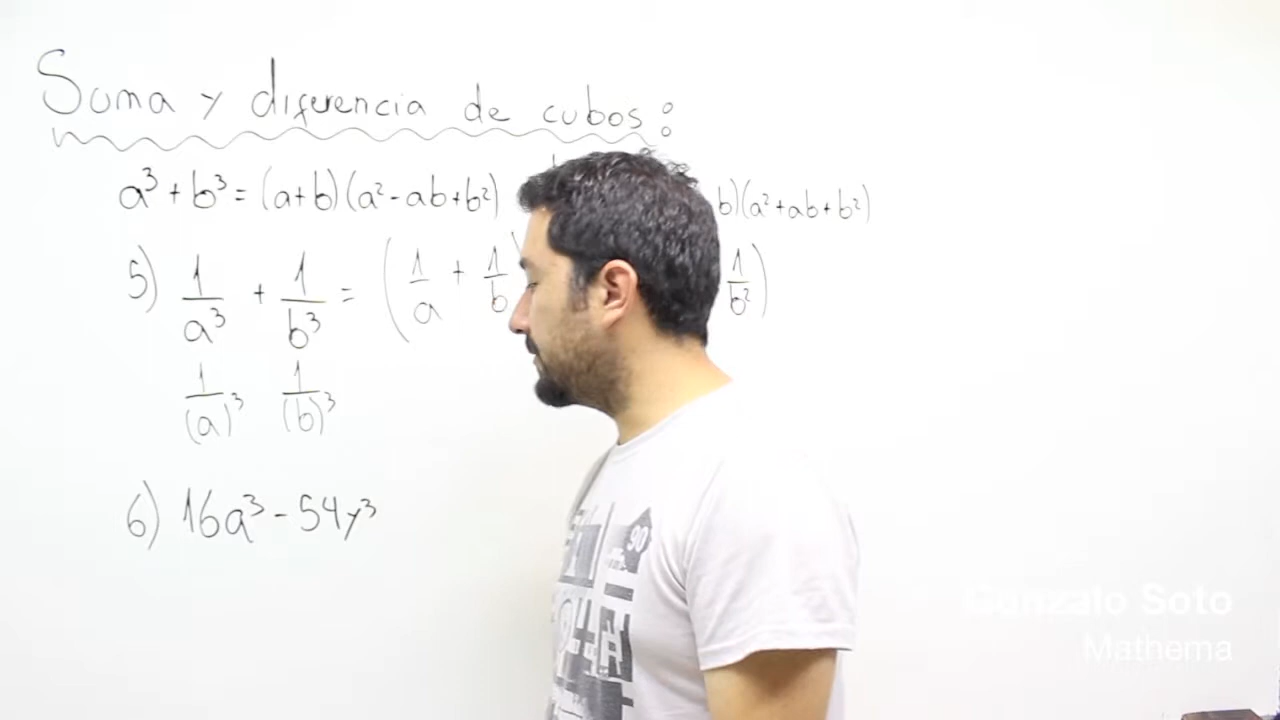 Suma y diferencia de cubos:
a³ + b³ = (a+b)(a² - ab + b²) b)(a² + ab + b²)
5) 1/a³ + 1/b³ = (1/a + 1/b) 1/b²)
1/(a)³ 1/(b)³
6) 16a³ - 54y³
90
Gonzalo Soto
Mathema